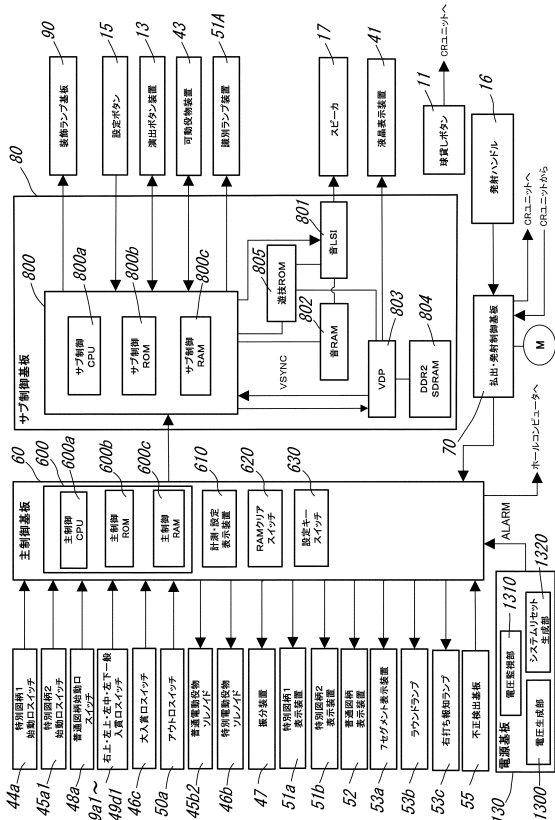 90
装飾ランプ基板
15
設定ボタン
13
演出ボタン装置
43
可動役物装置
51A
識別ランプ装置
17
スピーカ
41
液晶表示装置
11
球貸しボタン
CRユニットへ
16
発射ハンドル
80
サブ制御基板
800
800a
サブ制御
CPU
800b
サブ制御
ROM
800c
サブ制御
RAM
805
遊技ROM
801
音LSI
802
音RAM
VSYNC
803
VDP
804
DDR2
SDRAM
70
払出・発射制御基板
M
CRユニットへ
CRユニットから
60
主制御基板
600
600a
主制御
CPU
600b
主制御
ROM
600c
主制御
RAM
610
計測・設定
表示装置
620
RAMクリア
スイッチ
630
設定キー
スイッチ
ホールコンピュータへ
ALARM
特別図柄1
始動口スイッチ
44a
特別図柄2
始動口スイッチ
45a1
普通図柄始動口
スイッチ
48a
右上・左上・左中・左下一般
入賞口スイッチ
9a1～
49d1
大入賞口スイッチ
46c
アウト口スイッチ
50a
普通電動役物
ソレノイド
45b2
特別電動役物
ソレノイド
46b
振分装置
47
特別図柄1
表示装置
51a
特別図柄2
表示装置
51b
普通図柄
表示装置
52
7セグメント表示装置
53a
ラウンドランプ
53b
右打ち報知ランプ
53c
不正検出基板
55
電源基板
130
電圧監視部
1310
電圧生成部
1300
システムリセット
生成部
1320